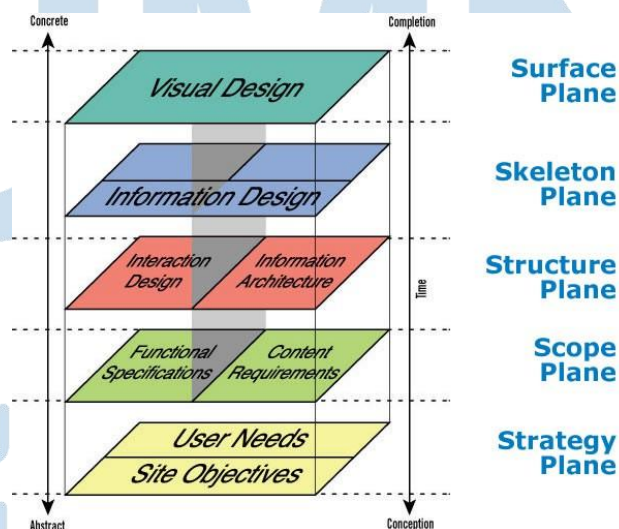 Concrete
Completion
Visual Design
Surface
Plane
Information Design
Skeleton
Plane
Interaction
Design
Information
Architecture
Structure
Plane
Time
Functional
Specifications
Content
Requirements
Scope
Plane
User Needs
Site Objectives
Strategy
Plane
Abstract
Conception